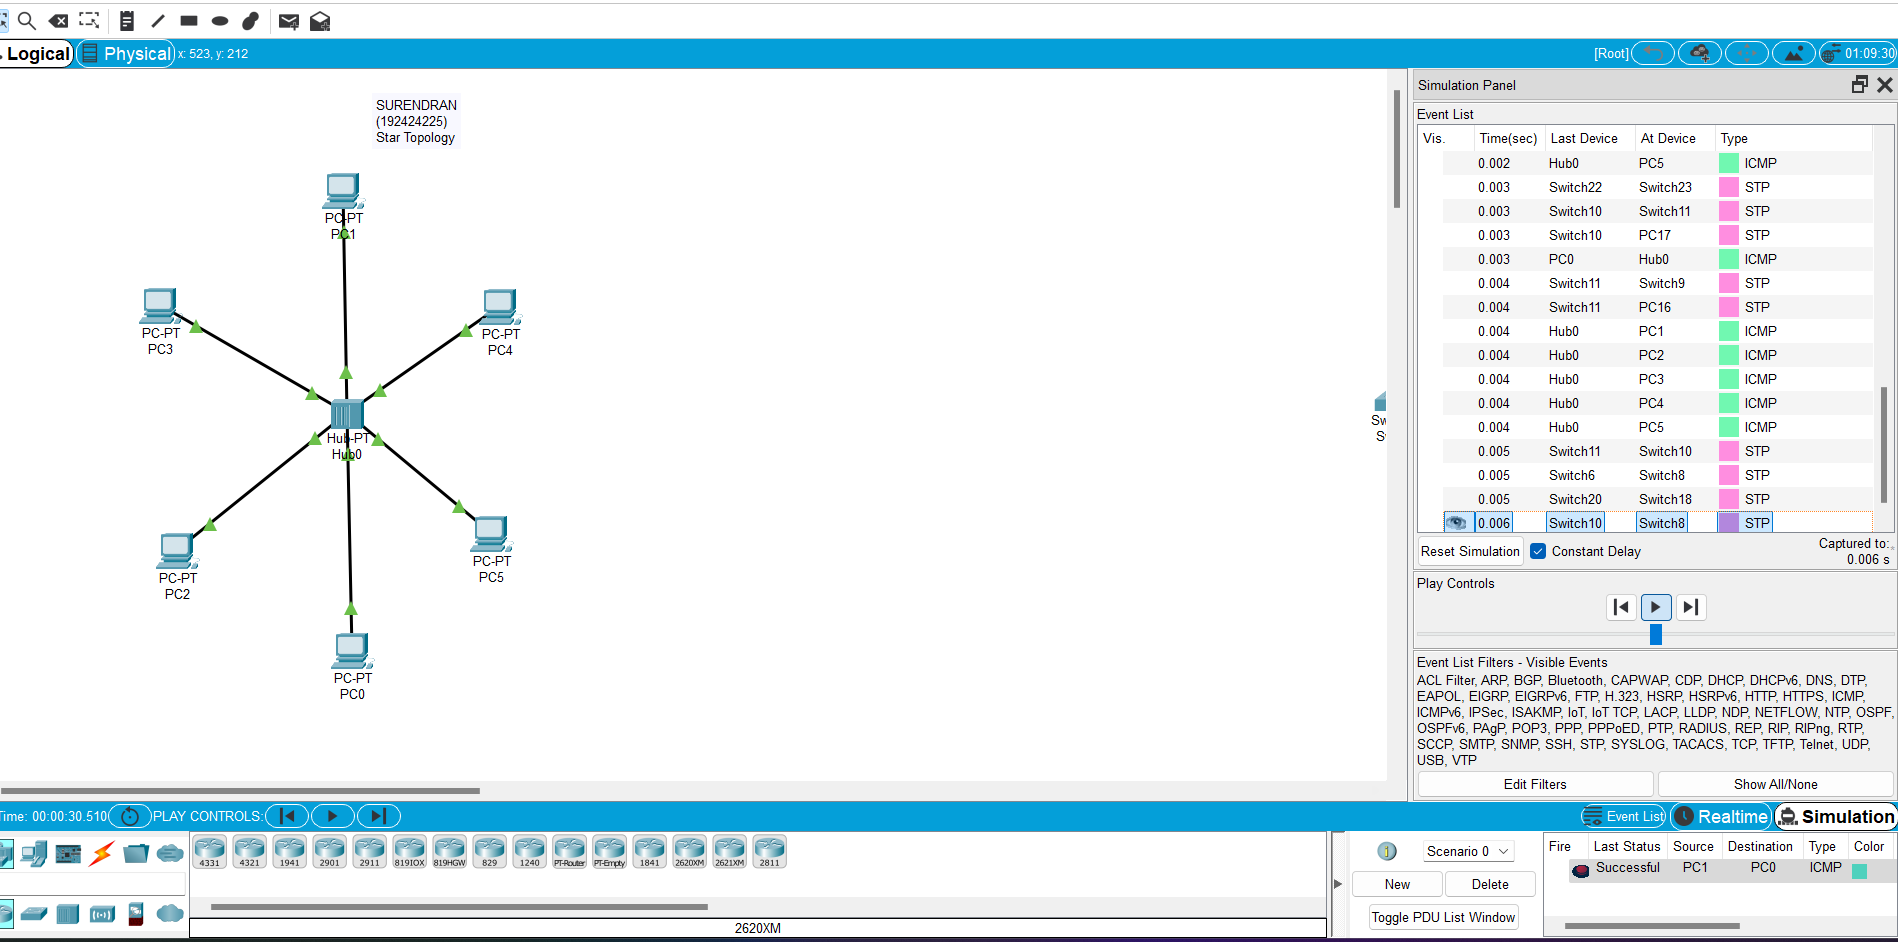 Logical
Physical
x: 523, y: 212
[Root]
01:09:30
SURENDRAN
(192424225)
Star Topology
PC-PT
PC1
PC-PT
PC3
PC-PT
PC4
Hub-PT
Hub0
PC-PT
PC2
PC-PT
PC5
PC-PT
PC0
Sw
S
Simulation Panel
Event List
Vis. Time(sec) Last Device At Device Type
0.002 Hub0 PC5 ICMP
0.003 Switch22 Switch23 STP
0.003 Switch10 Switch11 STP
0.003 Switch10 PC17 STP
0.003 PC0 Hub0 ICMP
0.004 Switch11 Switch9 STP
0.004 Switch11 PC16 STP
0.004 Hub0 PC1 ICMP
0.004 Hub0 PC2 ICMP
0.004 Hub0 PC3 ICMP
0.004 Hub0 PC4 ICMP
0.004 Hub0 PC5 ICMP
0.005 Switch11 Switch10 STP
0.005 Switch6 Switch8 STP
0.005 Switch20 Switch18 STP
0.006 Switch10 Switch8 STP
Reset Simulation Constant Delay
Captured to:
0.006 s
Play Controls
Event List Filters - Visible Events
ACL Filter, ARP, BGP, Bluetooth, CAPWAP, CDP, DHCP, DHCPv6, DNS, DTP,
EAPOL, EIGRP, EIGRPv6, FTP, H.323, HSRP, HSRPv6, HTTP, HTTPS, ICMP,
ICMPv6, IPSec, ISAKMP, IoT, IoT TCP, LACP, LLDP, NDP, NETFLOW, NTP, OSPF,
OSPFv6, PAgP, POP3, PPP, PPPoED, PTP, RADIUS, REP, RIP, RIPng, RTP,
SCCP, SMTP, SNMP, SSH, STP, SYSLOG, TACACS, TCP, TFTP, Telnet, UDP,
USB, VTP
Edit Filters
Show All/None
Time: 00:00:30.510
PLAY CONTROLS:
Event List
Realtime
Simulation
4331 4321 1941 2901 2911 819IOX 819HGW 829 1240 PT-Router PT-Empty 1841 2620XM 2621XM 2811
2620XM
Scenario 0
New
Delete
Toggle PDU List Window
Fire Last Status Source Destination Type Color
Successful PC1 PC0 ICMP